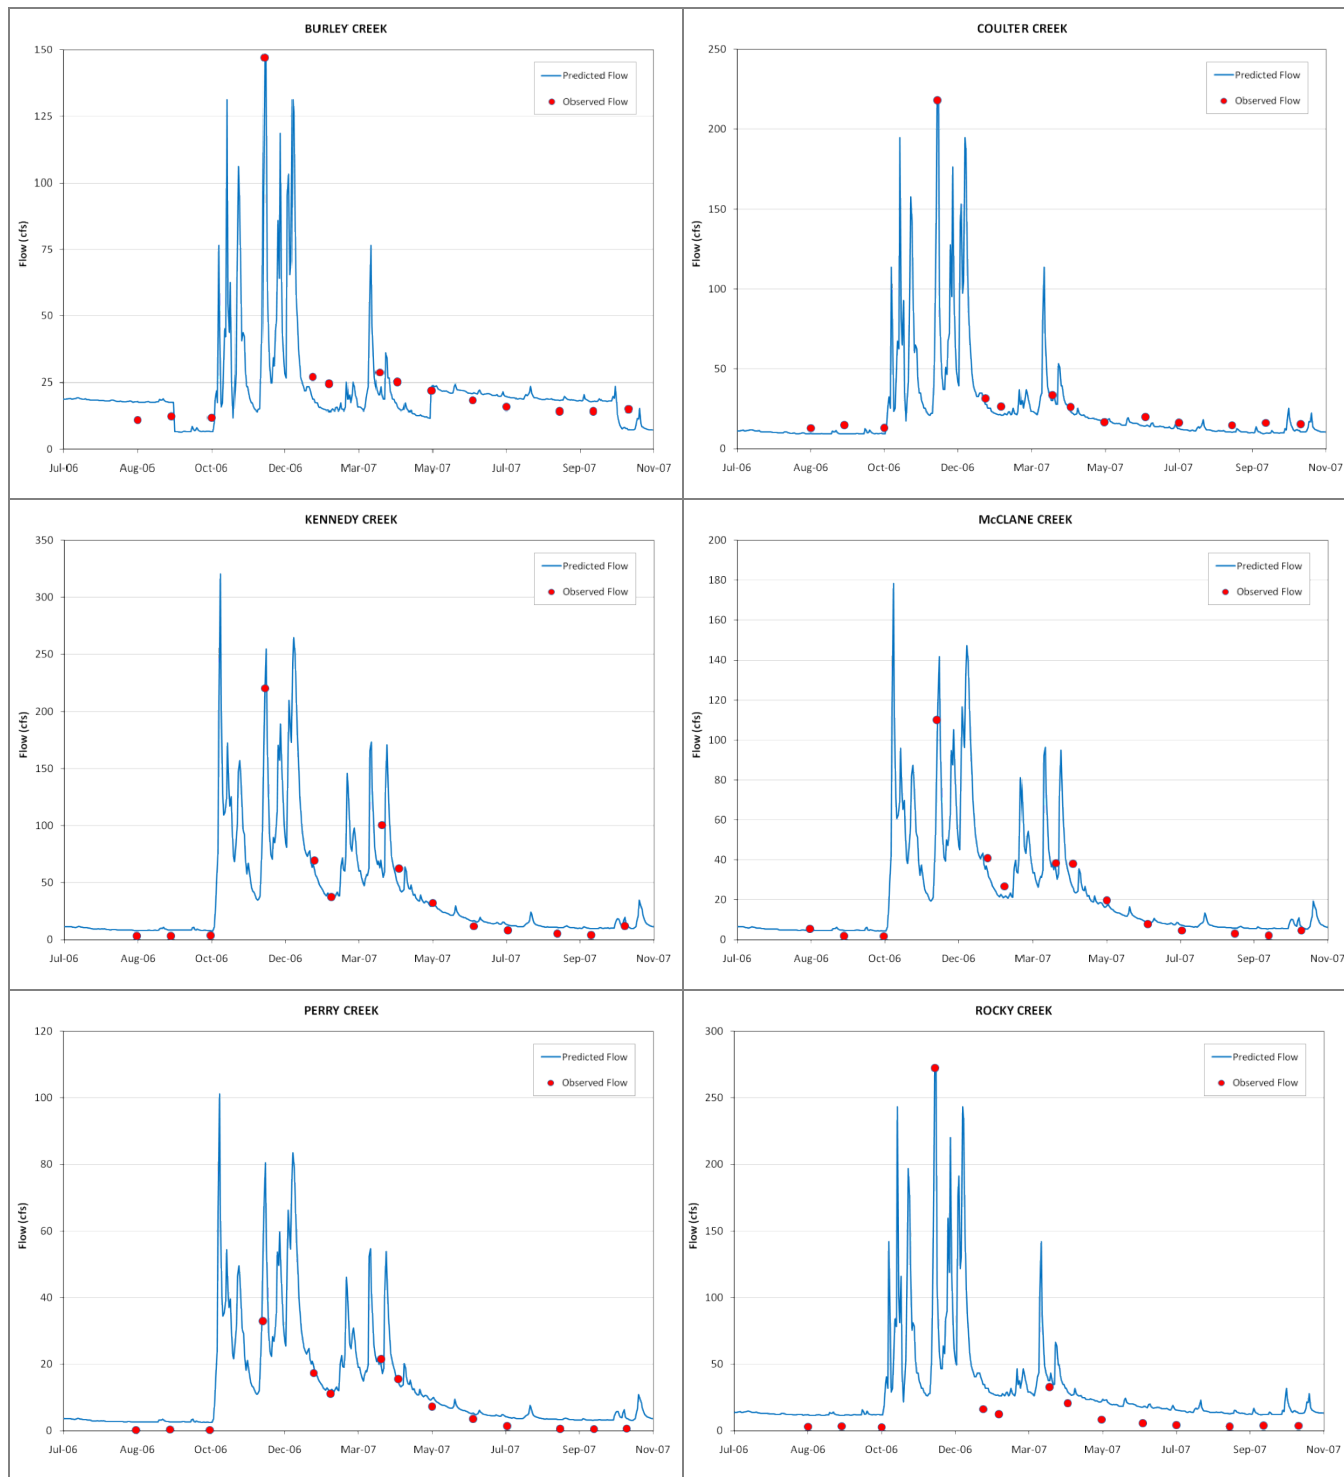 BURLEY CREEK
150
125
100
75
50
25
0
Flow (cfs)
Predicted Flow
Observed Flow
Jul-06 Aug-06 Oct-06 Dec-06 Mar-07 May-07 Jul-07 Sep-07 Nov-07
COULTER CREEK
250
200
150
100
50
0
Flow (cfs)
Predicted Flow
Observed Flow
Jul-06 Aug-06 Oct-06 Dec-06 Mar-07 May-07 Jul-07 Sep-07 Nov-07
KENNEDY CREEK
350
300
250
200
150
100
50
0
Flow (cfs)
Predicted Flow
Observed Flow
Jul-06 Aug-06 Oct-06 Dec-06 Mar-07 May-07 Jul-07 Sep-07 Nov-07
McCLANE CREEK
200
180
160
140
120
100
80
60
40
20
0
Flow (cfs)
Predicted Flow
Observed Flow
Jul-06 Aug-06 Oct-06 Dec-06 Mar-07 May-07 Jul-07 Sep-07 Nov-07
PERRY CREEK
120
100
80
60
40
20
0
Flow (cfs)
Predicted Flow
Observed Flow
Jul-06 Aug-06 Oct-06 Dec-06 Mar-07 May-07 Jul-07 Sep-07 Nov-07
ROCKY CREEK
300
250
200
150
100
50
0
Flow (cfs)
Predicted Flow
Observed Flow
Jul-06 Aug-06 Oct-06 Dec-06 Mar-07 May-07 Jul-07 Sep-07 Nov-07